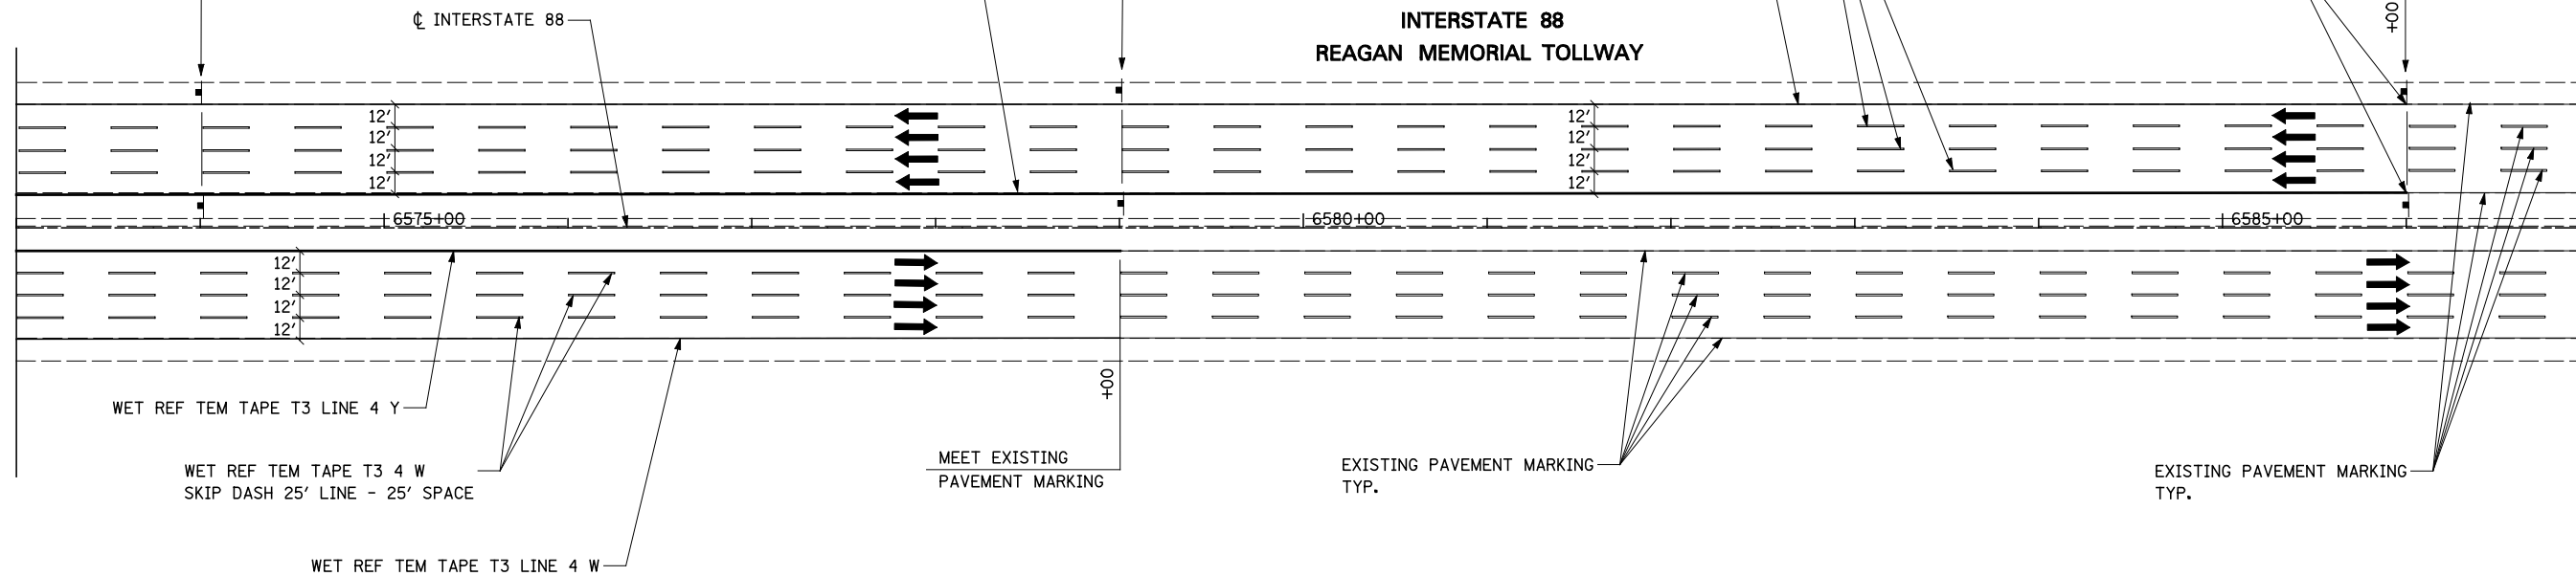 ℄ INTERSTATE 88
INTERSTATE 88
REAGAN MEMORIAL TOLLWAY
+00
12'
12'
12'
12'
12'
12'
12'
12'
6575+00
6580+00
6585+00
12'
12'
12'
12'
WET REF TEM TAPE T3 LINE 4 Y
+00
WET REF TEM TAPE T3 4 W
SKIP DASH 25' LINE - 25' SPACE
MEET EXISTING
PAVEMENT MARKING
EXISTING PAVEMENT MARKING
TYP.
EXISTING PAVEMENT MARKING
TYP.
WET REF TEM TAPE T3 LINE 4 W